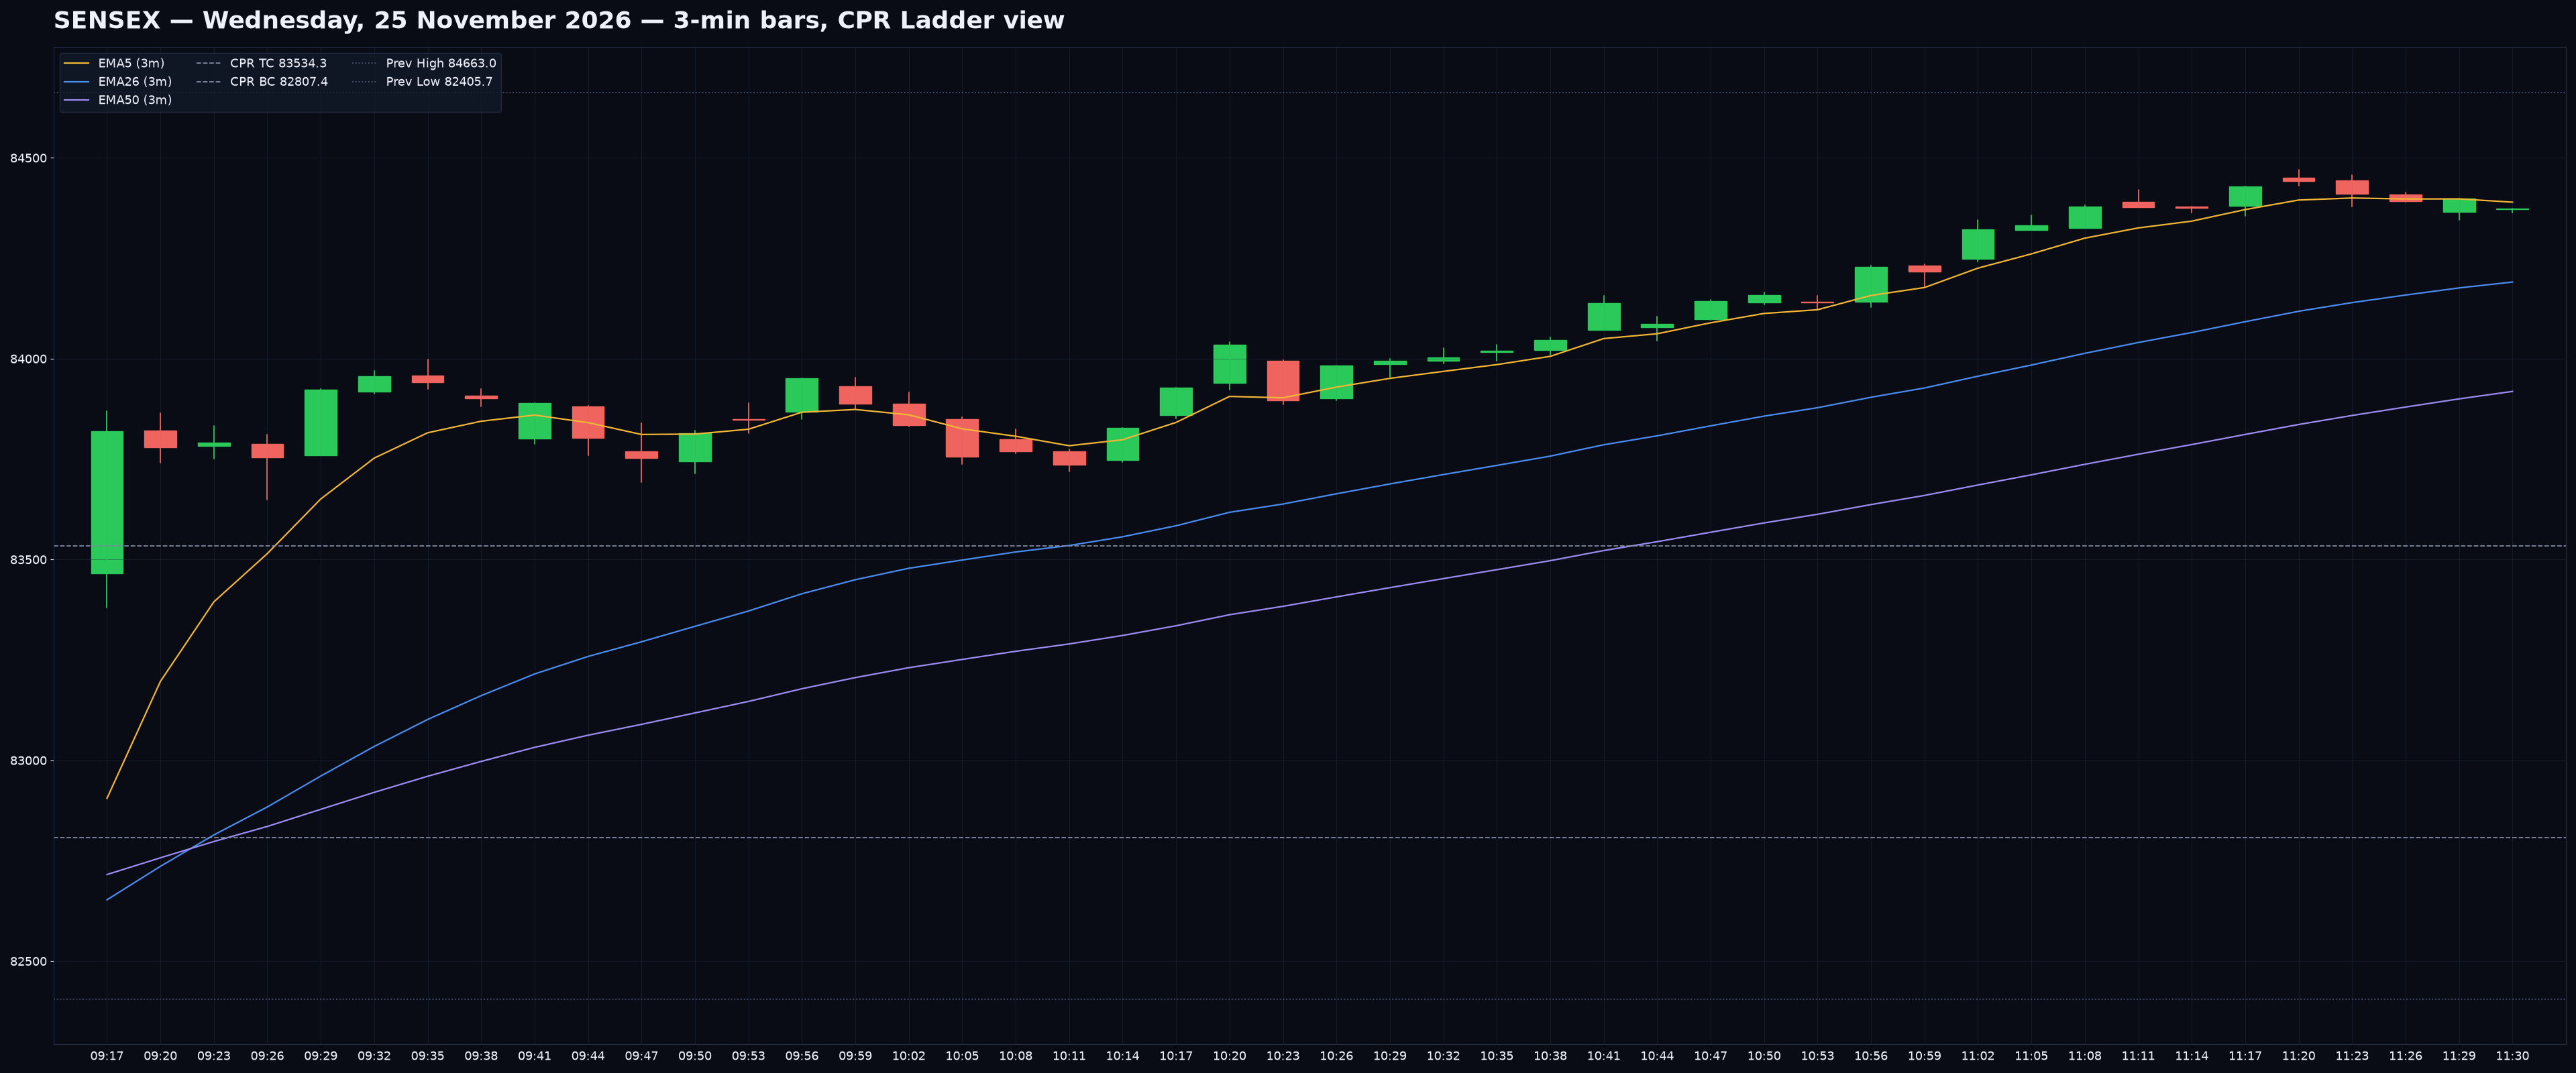 SENSEX — Wednesday, 25 November 2026 — 3-min bars, CPR Ladder view
EMA5 (3m) CPR TC 83534.3 Prev High 84663.0
EMA26 (3m) CPR BC 82807.4 Prev Low 82405.7
EMA50 (3m)
84500
84000
83500
83000
82500
09:17 09:20 09:23 09:26 09:29 09:32 09:35 09:38 09:41 09:44 09:47 09:50 09:53 09:56 09:59 10:02 10:05 10:08 10:11 10:14 10:17 10:20 10:23 10:26 10:29 10:32 10:35 10:38 10:41 10:44 10:47 10:50 10:53 10:56 10:59 11:02 11:05 11:08 11:11 11:14 11:17 11:20 11:23 11:26 11:29 11:30